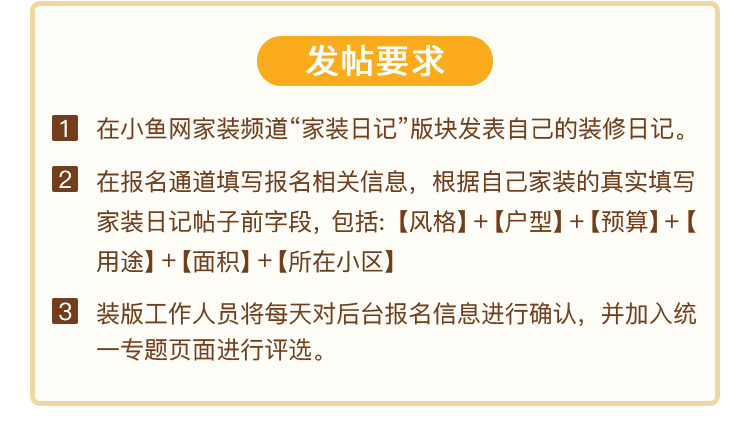 发帖要求
1 在小鱼网家装频道“家装日记”版块发表自己的装修日记。
2 在报名通道填写报名相关信息，根据自己家装的真实填写
家装日记帖子前字段, 包括:【风格】+【户型】+【预算】+【
用途】+【面积】+【所在小区】
3 装版工作人员将每天对后台报名信息进行确认，并加入统
一专题页面进行评选。